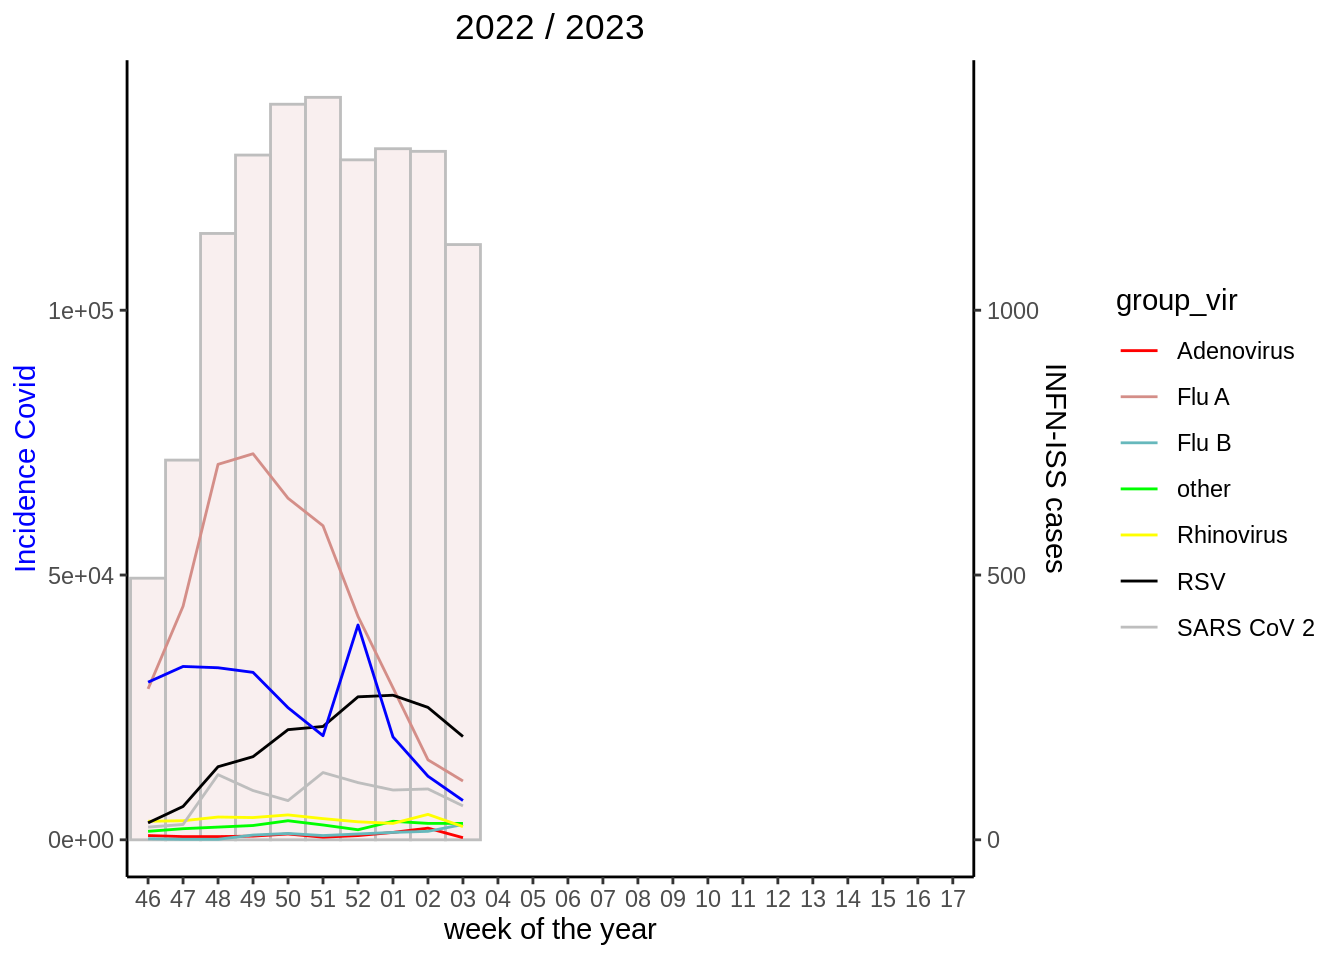 2022 / 2023
1e+05
5e+04
0e+00
Incidence Covid
1000
500
0
INFN-ISS cases
46 47 48 49 50 51 52 01 02 03 04 05 06 07 08 09 10 11 12 13 14 15 16 17
week of the year
group_vir
Adenovirus
Flu A
Flu B
other
Rhinovirus
RSV
SARS CoV 2